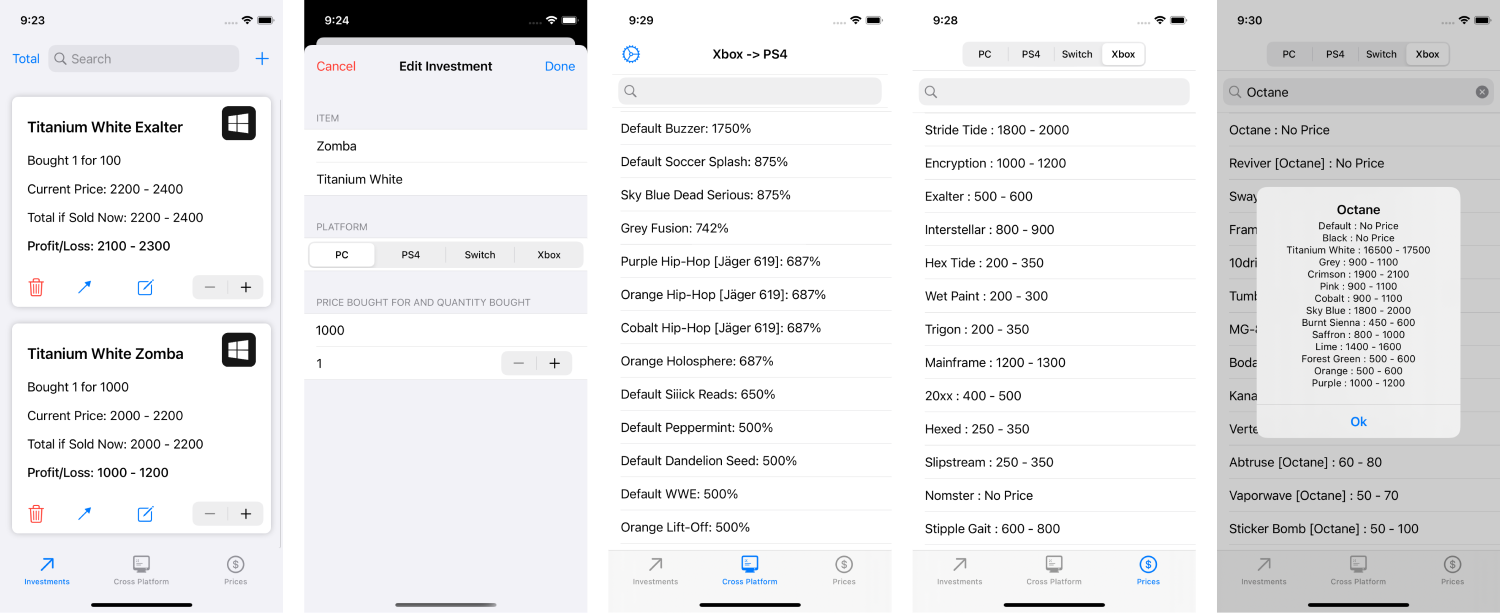 9:23
Total
Search
Titanium White Exalter
Bought 1 for 100
Current Price: 2200 - 2400
Total if Sold Now: 2200 - 2400
Profit/Loss: 2100 - 2300
Titanium White Zomba
Bought 1 for 1000
Current Price: 2000 - 2200
Total if Sold Now: 2000 - 2200
Profit/Loss: 1000 - 1200
Investments
Cross Platform
Prices
9:24
Cancel
Edit Investment
Done
ITEM
Zomba
Titanium White
PLATFORM
PC
PS4
Switch
Xbox
PRICE BOUGHT FOR AND QUANTITY BOUGHT
1000
1
9:29
Xbox -> PS4
Default Buzzer: 1750%
Default Soccer Splash: 875%
Sky Blue Dead Serious: 875%
Grey Fusion: 742%
Purple Hip-Hop [Jäger 619]: 687%
Orange Hip-Hop [Jäger 619]: 687%
Cobalt Hip-Hop [Jäger 619]: 687%
Orange Holosphere: 687%
Default Siiick Reads: 650%
Default Peppermint: 500%
Default Dandelion Seed: 500%
Default WWE: 500%
Orange Lift-Off: 500%
Investments
Cross Platform
Prices
9:28
PC
PS4
Switch
Xbox
Stride Tide : 1800 - 2000
Encryption : 1000 - 1200
Exalter : 500 - 600
Interstellar : 800 - 900
Hex Tide : 200 - 350
Wet Paint : 200 - 300
Trigon : 200 - 350
Mainframe : 1200 - 1300
20xx : 400 - 500
Hexed : 250 - 350
Slipstream : 250 - 350
Nomster : No Price
Stipple Gait : 600 - 800
Investments
Cross Platform
Prices
9:30
PC
PS4
Switch
Xbox
Octane
Octane : No Price
Reviver [Octane] : No Price
Sway
Fram
10dri
Tumb
MG-8
Boda
Kana
Verte
Abtruse [Octane] : 60 - 80
Vaporwave [Octane] : 50 - 70
Sticker Bomb [Octane] : 50 - 100
Octane
Default : No Price
Black : No Price
Titanium White : 16500 - 17500
Grey : 900 - 1100
Crimson : 1900 - 2100
Pink : 900 - 1100
Cobalt : 900 - 1100
Sky Blue : 1800 - 2000
Burnt Sienna : 450 - 600
Saffron : 800 - 1000
Lime : 1400 - 1600
Forest Green : 500 - 600
Orange : 500 - 600
Purple : 1000 - 1200
Ok
Investments
Cross Platform
Prices